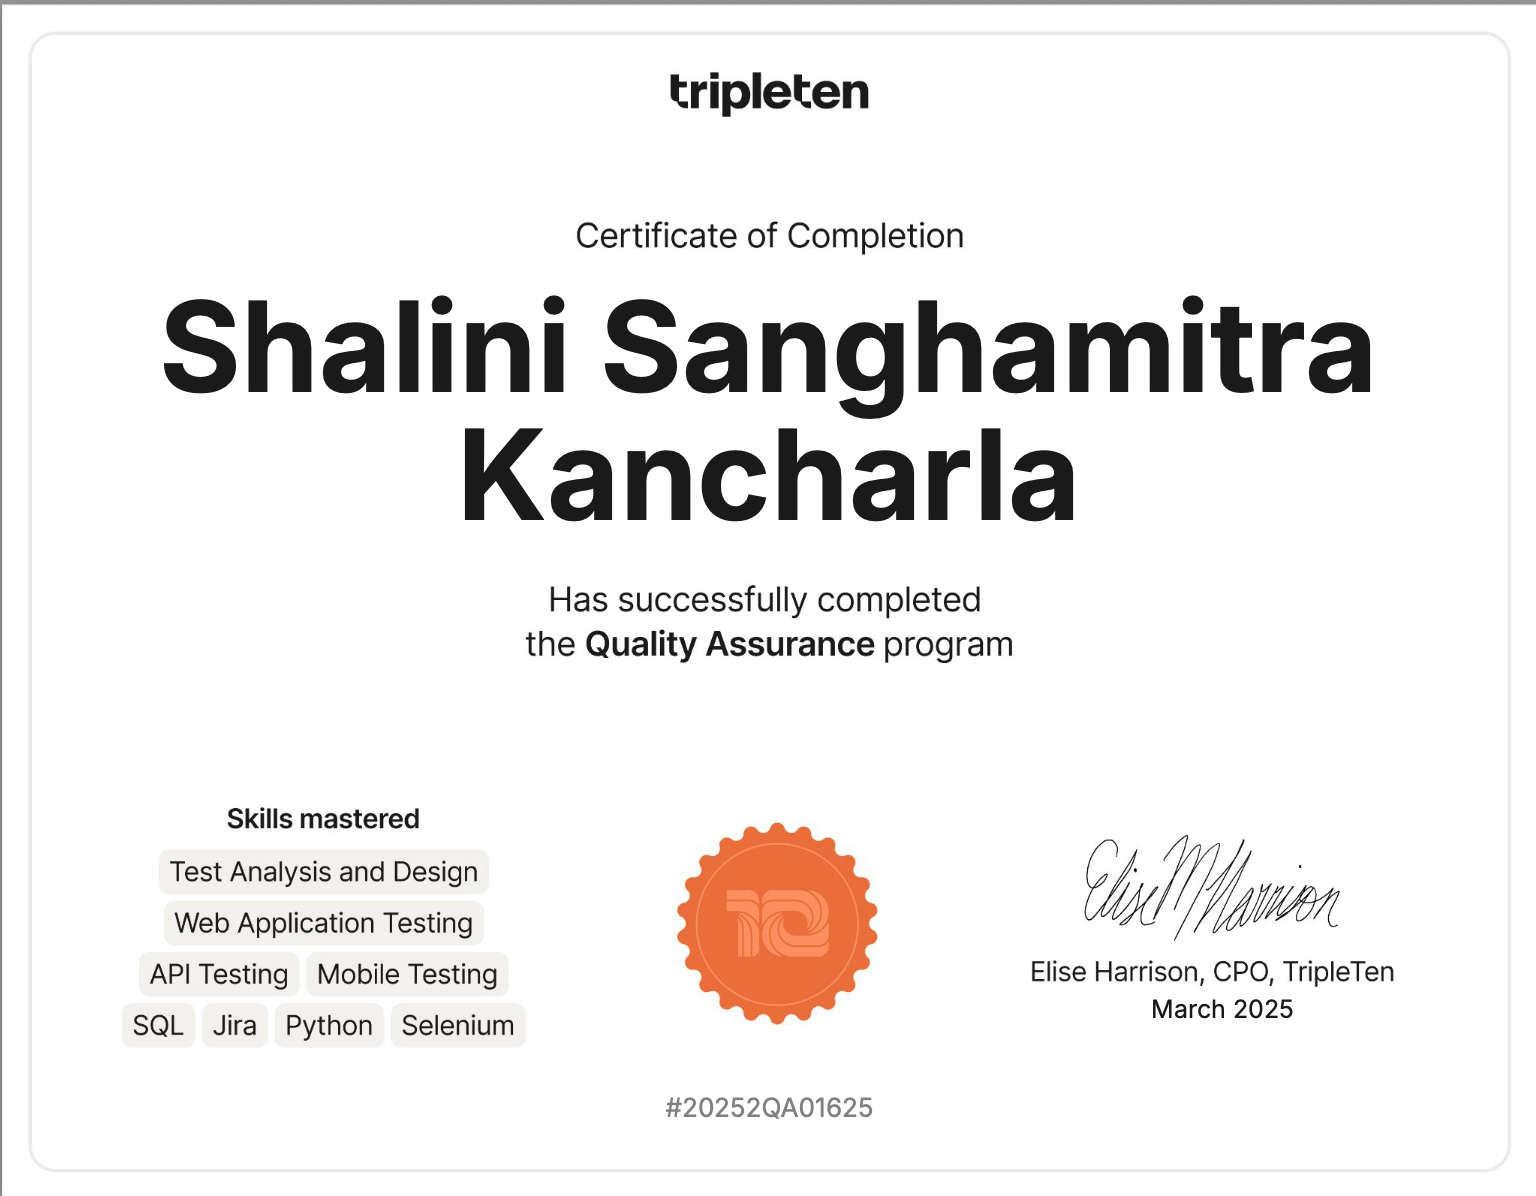 tripleten
Certificate of Completion
Shalini Sanghamitra
Kancharla
Has successfully completed
the Quality Assurance program
Skills mastered
Test Analysis and Design
Web Application Testing
API Testing Mobile Testing
SQL Jira Python Selenium
10
Elise M Harrison
Elise Harrison, CPO, TripleTen
March 2025
#20252QA01625